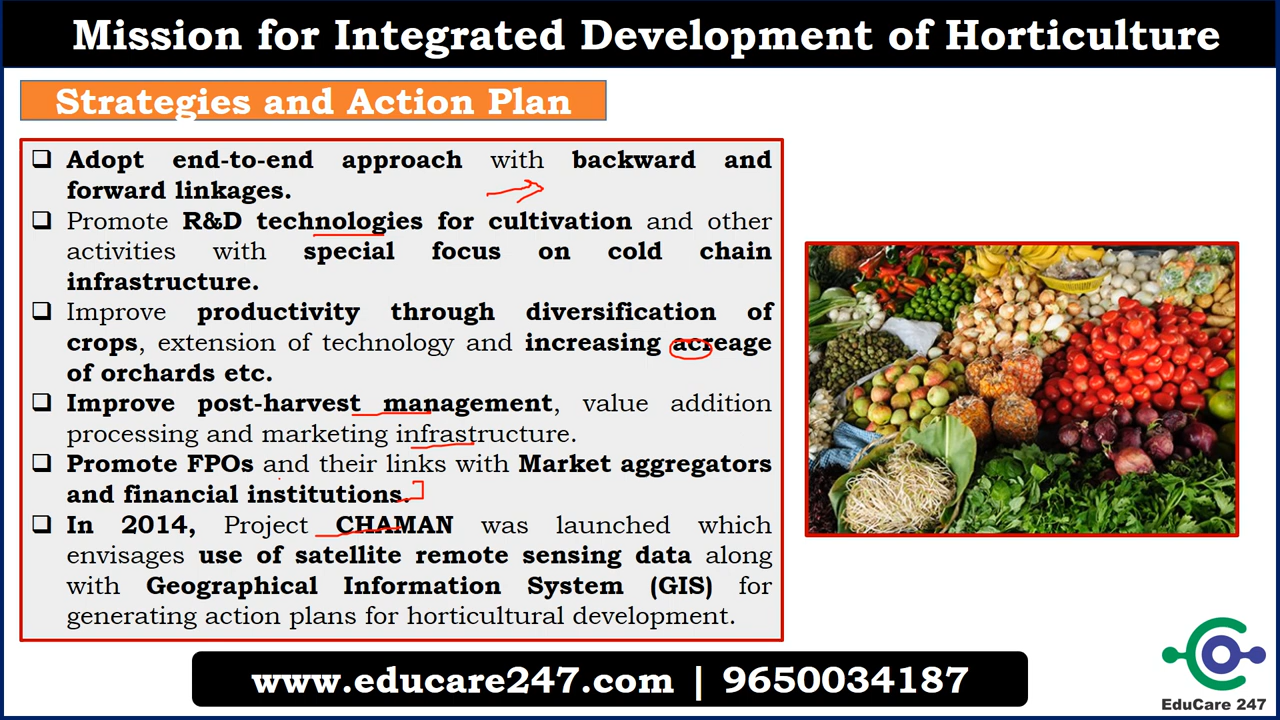 Mission for Integrated Development of Horticulture
Strategies and Action Plan
❑ Adopt end-to-end approach with backward and
forward linkages.
❑ Promote R&D technologies for cultivation and other
activities with special focus on cold chain
infrastructure.
❑ Improve productivity through diversification of
crops, extension of technology and increasing acreage
of orchards etc.
❑ Improve post-harvest management, value addition
processing and marketing infrastructure.
❑ Promote FPOs and their links with Market aggregators
and financial institutions.
❑ In 2014, Project CHAMAN was launched which
envisages use of satellite remote sensing data along
with Geographical Information System (GIS) for
generating action plans for horticultural development.
www.educare247.com | 9650034187
EduCare 247